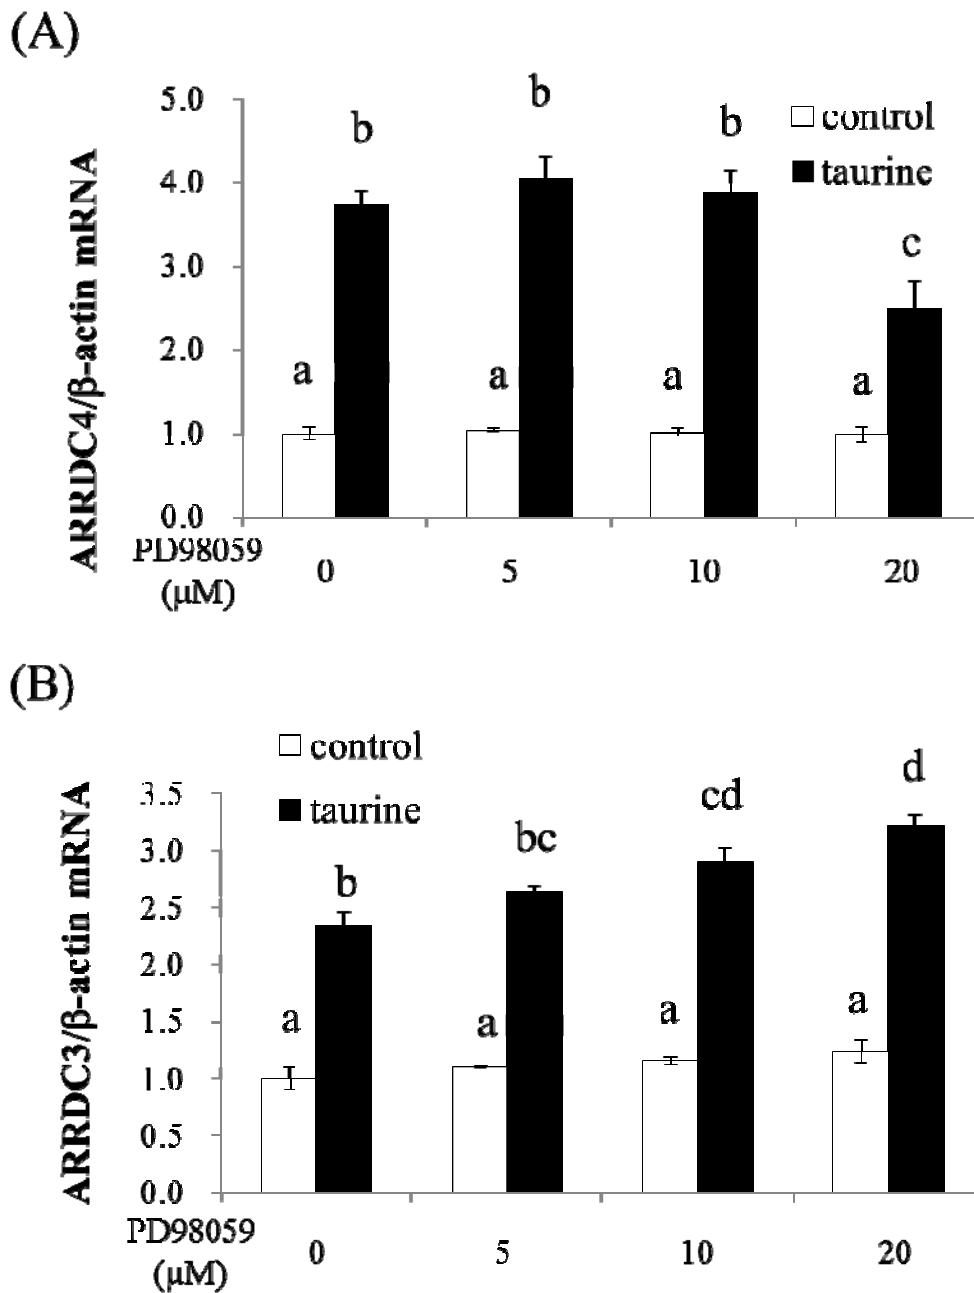 (A)
ARRDC4/β-actin mRNA
5.0
4.0
3.0
2.0
1.0
0.0
control
taurine
a b a b a b a c
PD98059
(μM)
0 5 10 20
(B)
ARRDC3/β-actin mRNA
control
taurine
3.5
3.0
2.5
2.0
1.5
1.0
0.5
0.0
a b a bc a cd a d
PD98059
(μM)
0 5 10 20